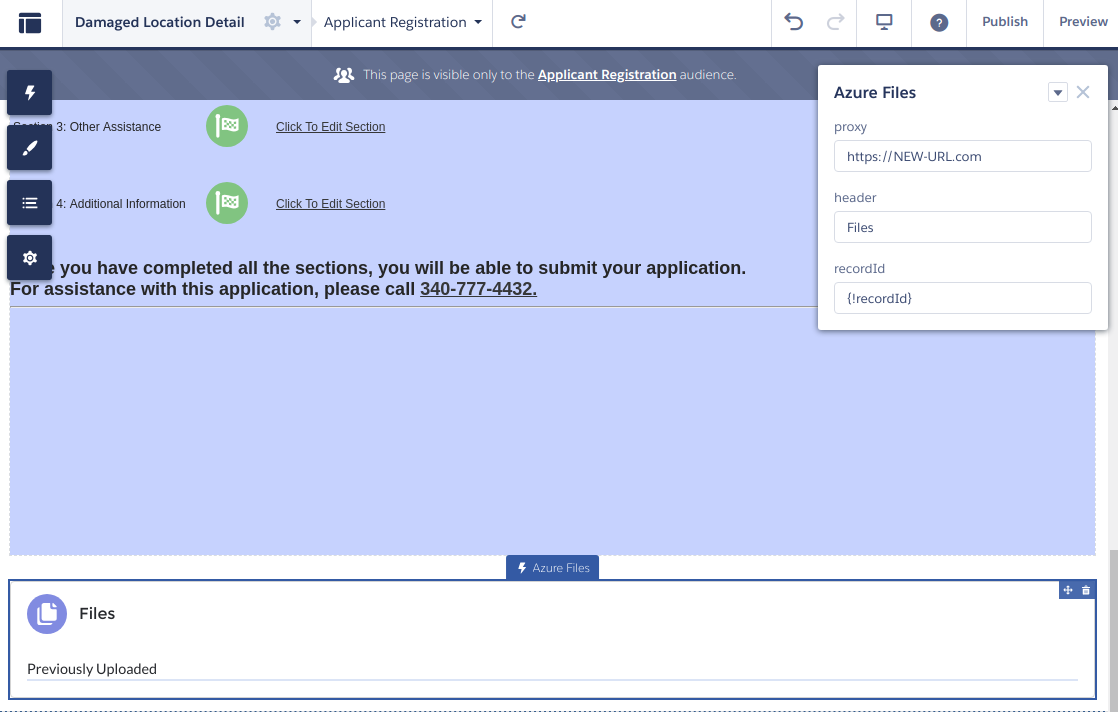 Damaged Location Detail
Applicant Registration
?
Publish
Preview
This page is visible only to the Applicant Registration audience.
3: Other Assistance
Click To Edit Section
4: Additional Information
Click To Edit Section
you have completed all the sections, you will be able to submit your application.
For assistance with this application, please call 340-777-4432.
Azure Files
proxy
https://NEW-URL.com
header
Files
recordId
{!recordId}
Azure Files
Files
Previously Uploaded